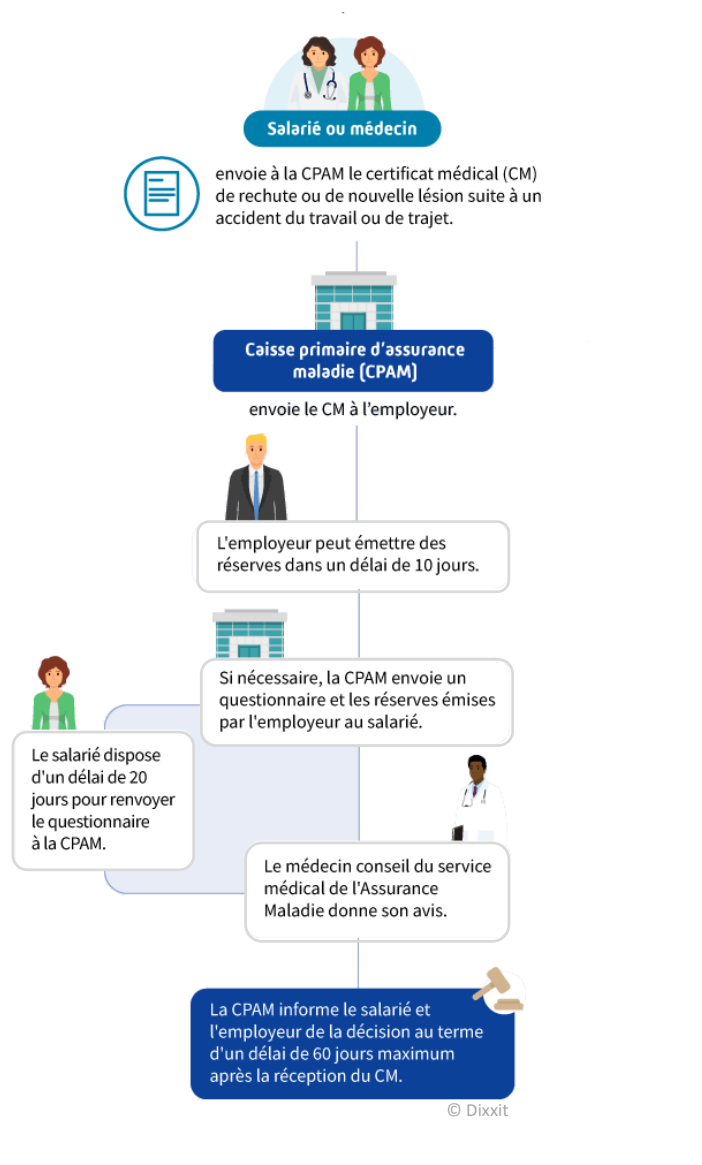 Salarié ou médecin
envoie à la CPAM le certificat médical (CM)
de rechute ou de nouvelle lésion suite à un
accident du travail ou de trajet.
Caisse primaire d'assurance
maladie (CPAM)
envoie le CM à l'employeur.
L'employeur peut émettre des
réserves dans un délai de 10 jours.
Si nécessaire, la CPAM envoie un
questionnaire et les réserves émises
par l'employeur au salarié.
Le salarié dispose
d'un délai de 20
jours pour renvoyer
le questionnaire
à la CPAM.
Le médecin conseil du service
médical de l'Assurance
Maladie donne son avis.
La CPAM informe le salarié et
l'employeur de la décision au terme
d'un délai de 60 jours maximum
après la réception du CM.
© Dixxit